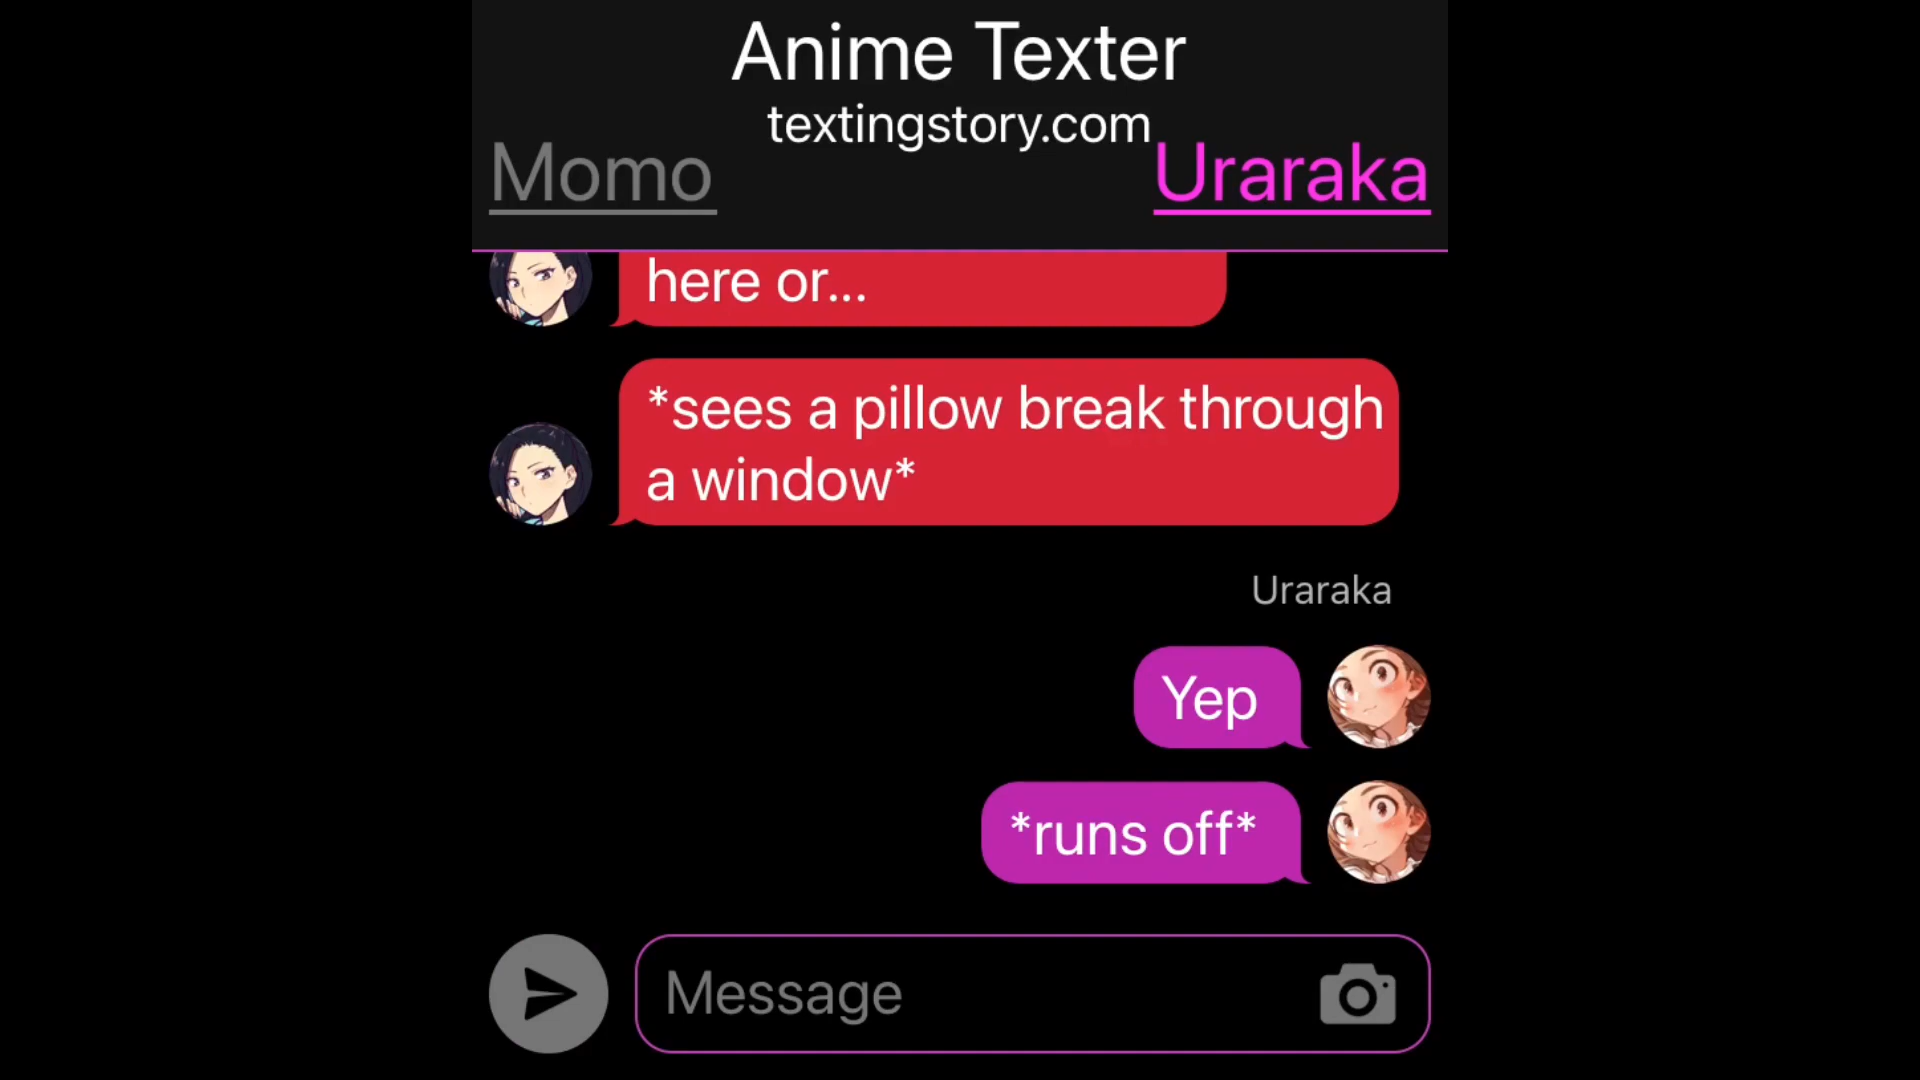 Anime Texter
textingstory.com
Momo
Uraraka
here or...
*sees a pillow break through
a window*
Uraraka
Yep
*runs off*
Message